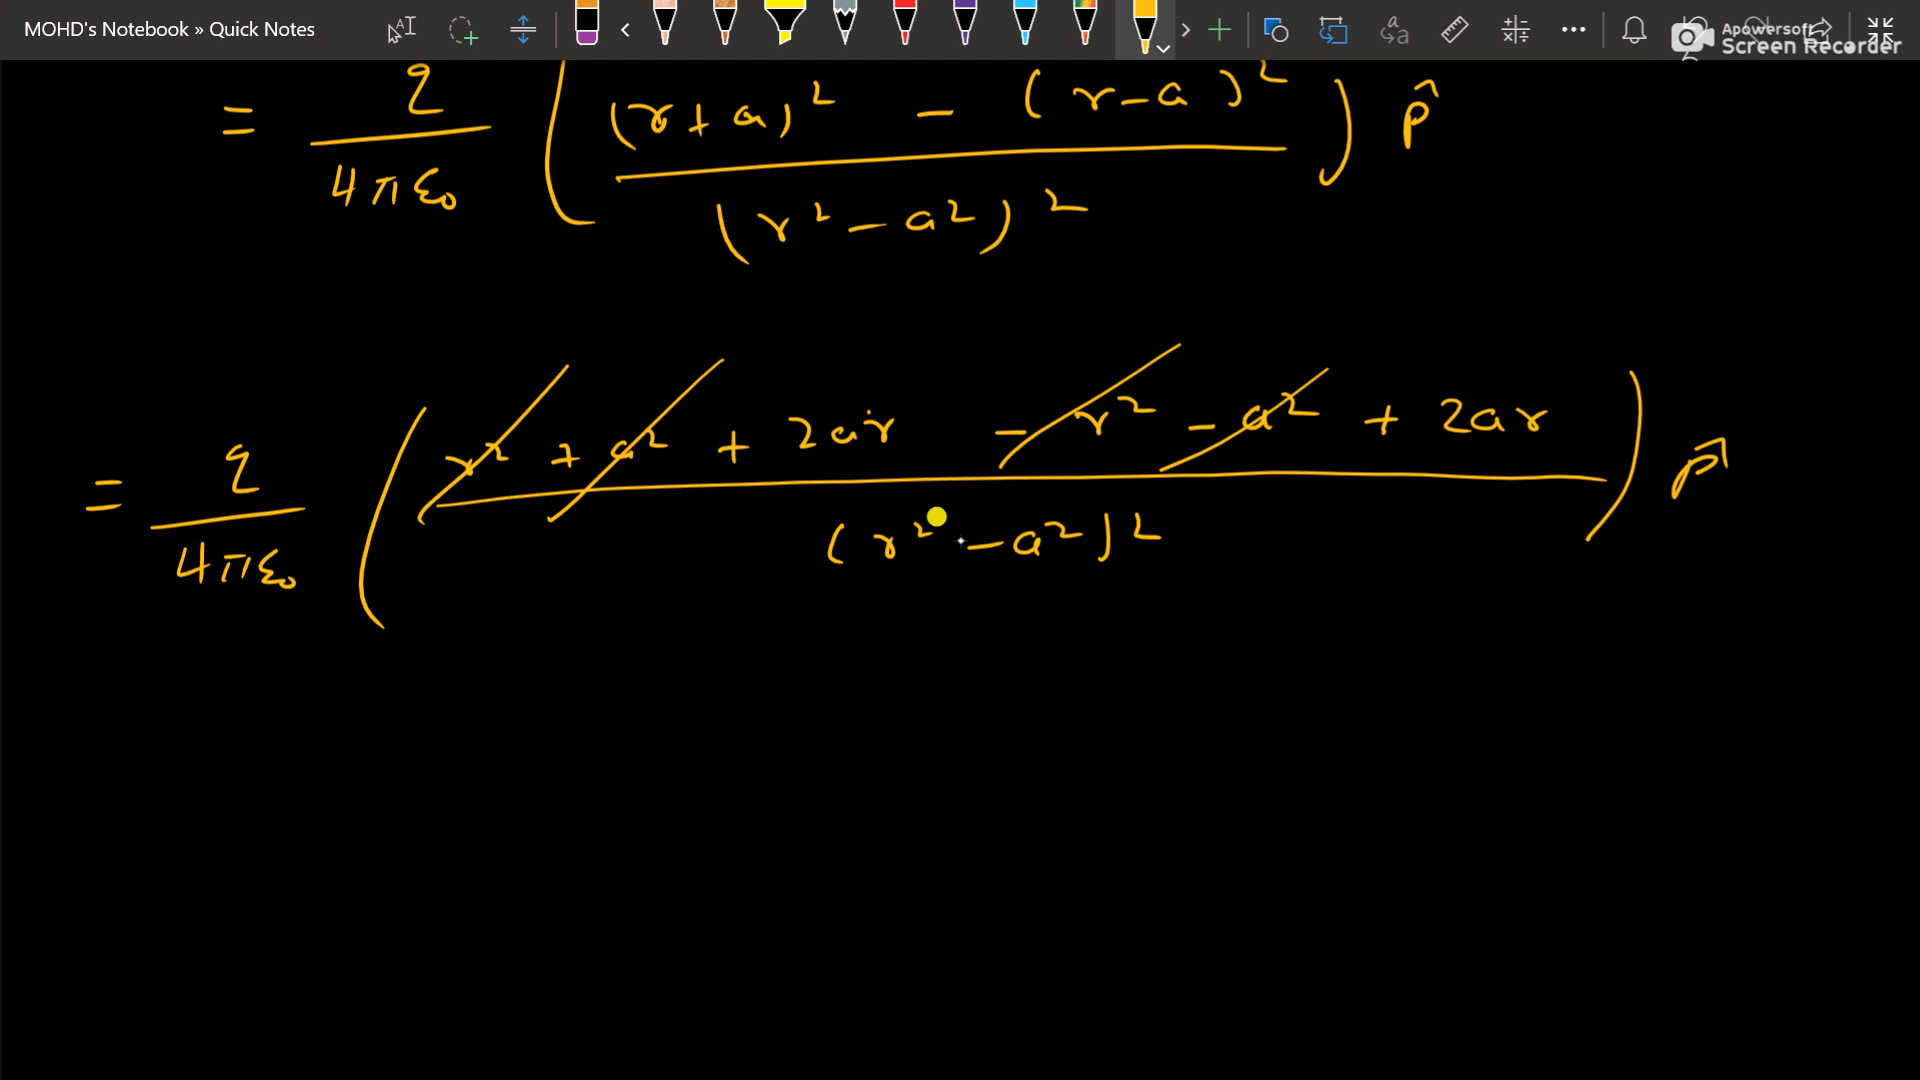 MOHD's Notebook » Quick Notes
Apowersoft
Screen Recorder
= q / 4πε₀ ( (r + a)² − (r − a)² / (r² − a²)² ) p̂
= q / 4πε₀ ( r² + a² + 2ar − r² − a² + 2ar / (r² − a²)² ) p̂